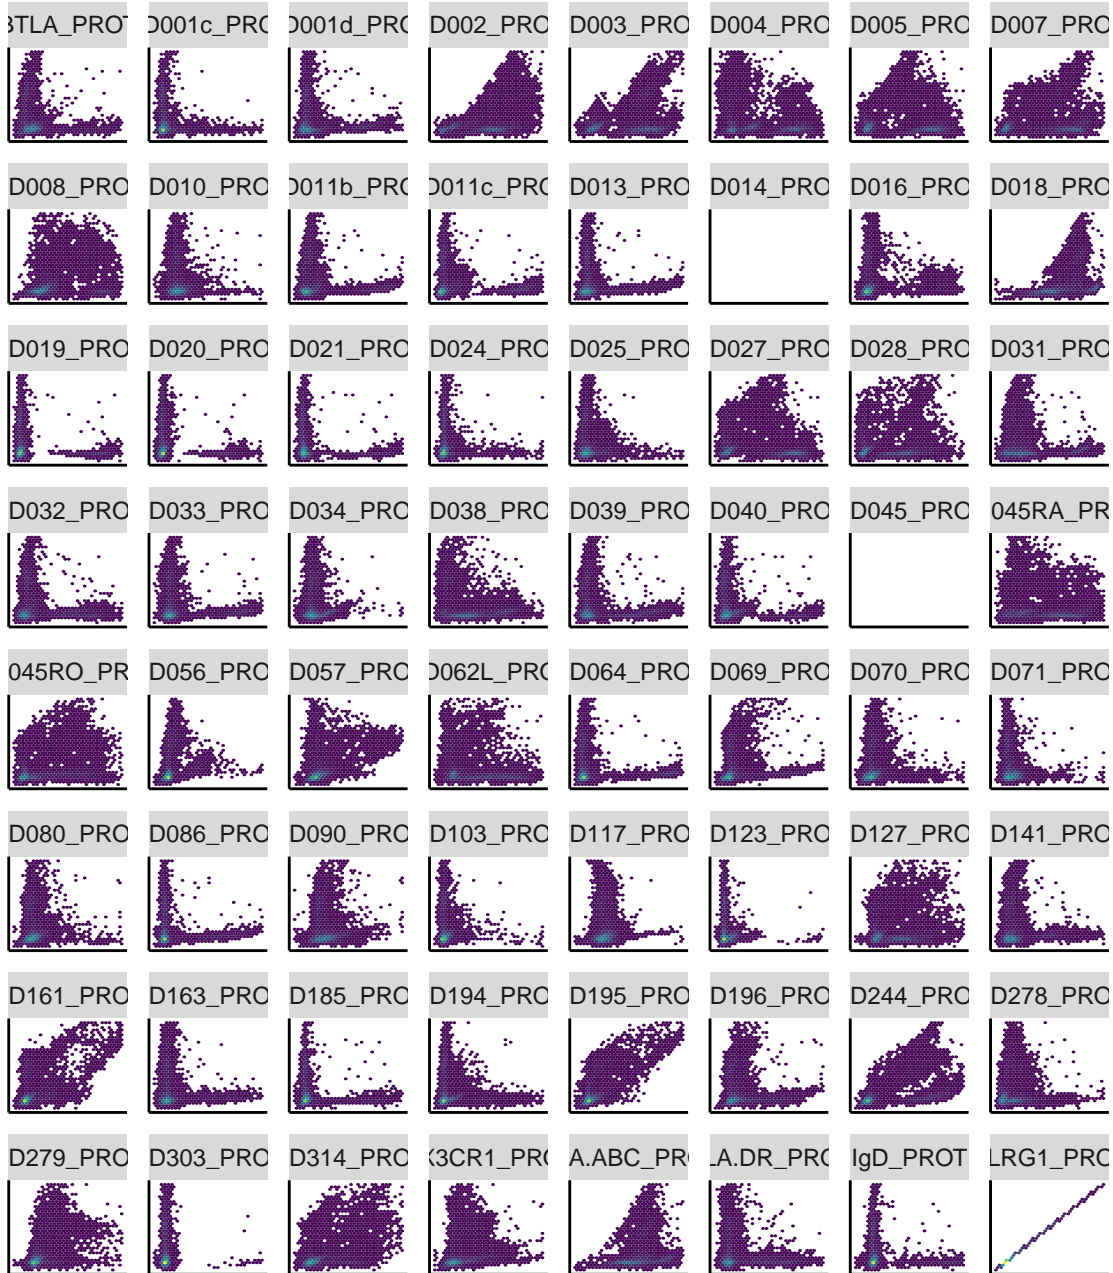 BTLA_PROT D001c_PRO D001d_PRO D002_PRO D003_PRO D004_PRO D005_PRO D007_PRO
D008_PRO D010_PRO D011b_PRO D011c_PRO D013_PRO D014_PRO D016_PRO D018_PRO
D019_PRO D020_PRO D021_PRO D024_PRO D025_PRO D027_PRO D028_PRO D031_PRO
D032_PRO D033_PRO D034_PRO D038_PRO D039_PRO D040_PRO D045_PRO 045RA_PR
045RO_PR D056_PRO D057_PRO D062L_PRO D064_PRO D069_PRO D070_PRO D071_PRO
D080_PRO D086_PRO D090_PRO D103_PRO D117_PRO D123_PRO D127_PRO D141_PRO
D161_PRO D163_PRO D185_PRO D194_PRO D195_PRO D196_PRO D244_PRO D278_PRO
D279_PRO D303_PRO D314_PRO X3CR1_PRO A.ABC_PRO LA.DR_PRO IgD_PROT LRG1_PRO